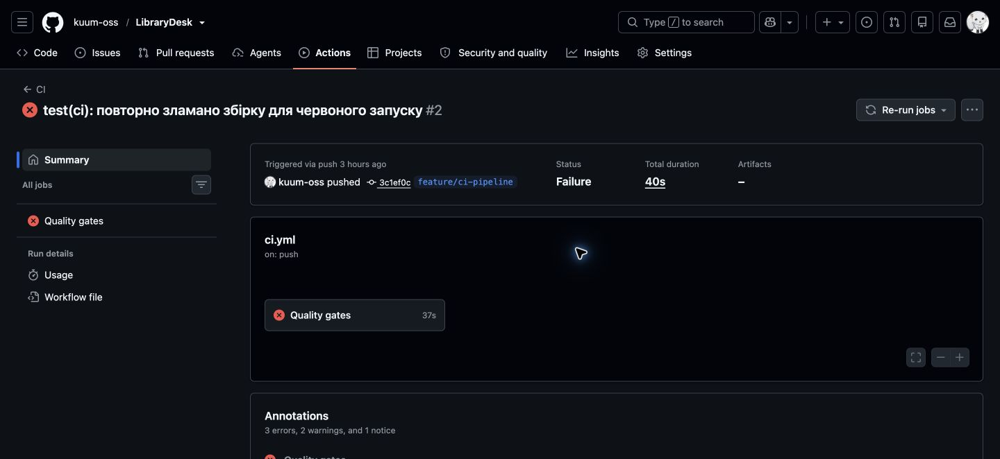 kuum-oss / LibraryDesk
Type / to search
Code Issues Pull requests Agents Actions Projects Security and quality Insights Settings
CI
test(ci): повторно зламано збірку для червоного запуску #2
Re-run jobs
Summary
All jobs
Quality gates
Run details
Usage
Workflow file
Triggered via push 3 hours ago
kuum-oss pushed 3c1ef0c feature/ci-pipeline
Status
Failure
Total duration
40s
Artifacts
–
ci.yml
on: push
Quality gates 37s
Annotations
3 errors, 2 warnings, and 1 notice
Quality gates